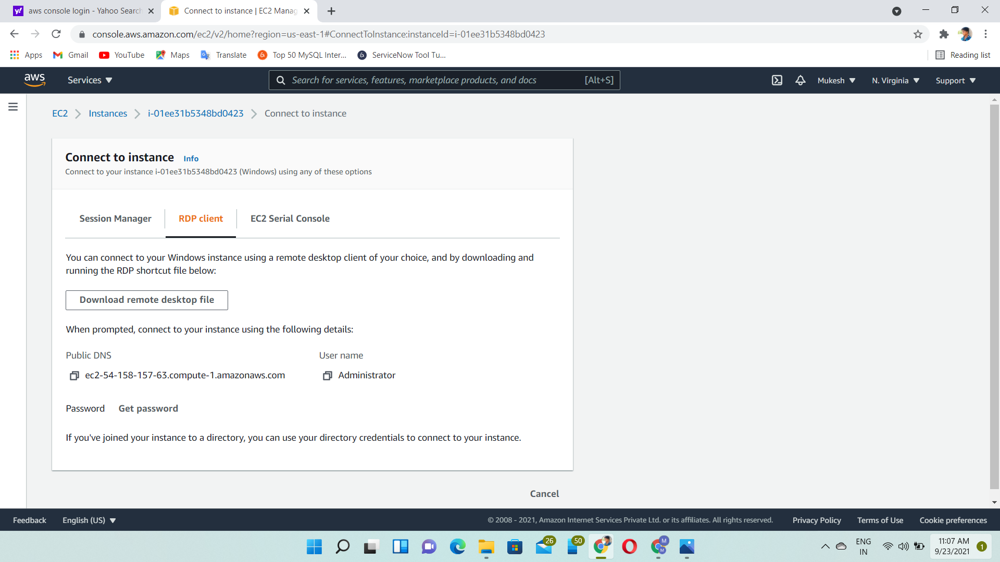 aws console login - Yahoo Search
Connect to instance | EC2 Manag
console.aws.amazon.com/ec2/v2/home?region=us-east-1#ConnectToInstance:instanceId=i-01ee31b5348bd0423
Apps
Gmail
YouTube
Maps
Translate
Top 50 MySQL Inter...
ServiceNow Tool Tu...
Reading list
aws
Services
Search for services, features, marketplace products, and docs
[Alt+S]
Mukesh
N. Virginia
Support
EC2
Instances
i-01ee31b5348bd0423
Connect to instance
Connect to instance
Info
Connect to your instance i-01ee31b5348bd0423 (Windows) using any of these options
Session Manager
RDP client
EC2 Serial Console
You can connect to your Windows instance using a remote desktop client of your choice, and by downloading and
running the RDP shortcut file below:
Download remote desktop file
When prompted, connect to your instance using the following details:
Public DNS
User name
ec2-54-158-157-63.compute-1.amazonaws.com
Administrator
Password
Get password
If you've joined your instance to a directory, you can use your directory credentials to connect to your instance.
Cancel
Feedback
English (US)
© 2008 - 2021, Amazon Internet Services Private Ltd. or its affiliates. All rights reserved.
Privacy Policy
Terms of Use
Cookie preferences
26
50
M
M
ENG
IN
11:07 AM
9/23/2021
1